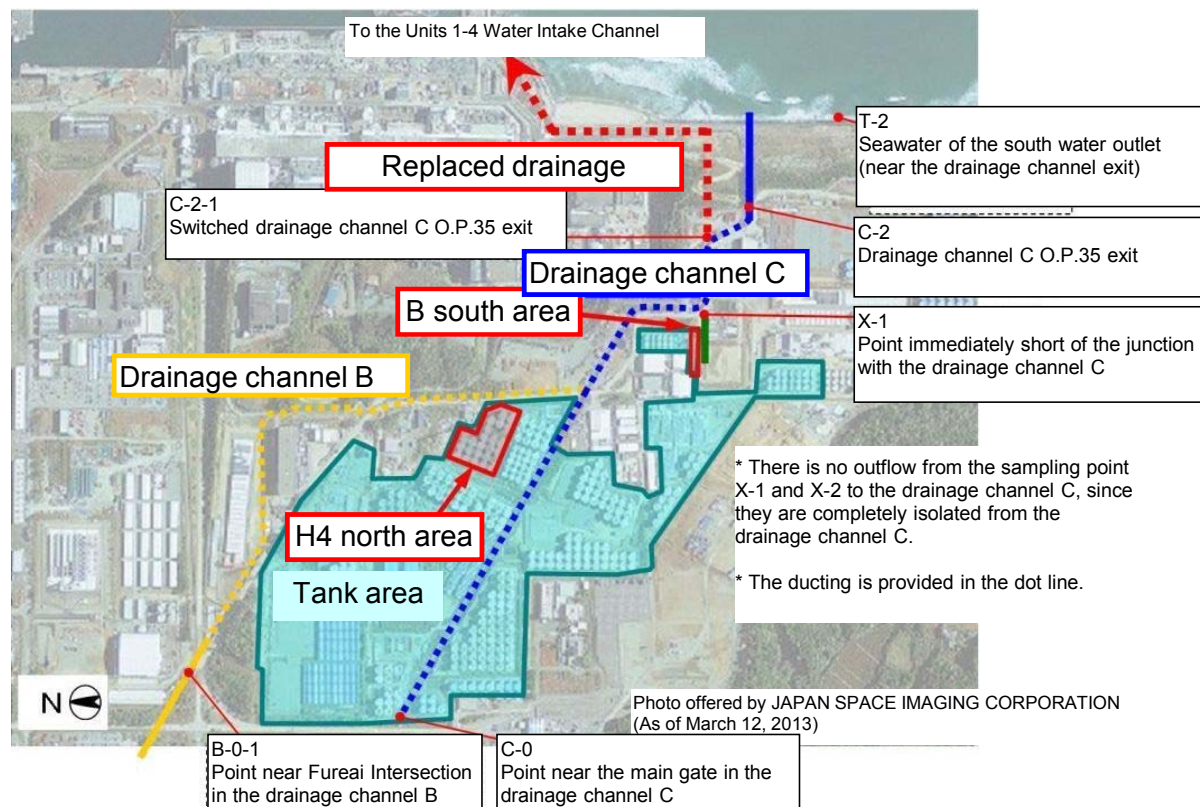 To the Units 1-4 Water Intake Channel
T-2
Seawater of the south water outlet
(near the drainage channel exit)
Replaced drainage
C-2-1
Switched drainage channel C O.P.35 exit
C-2
Drainage channel C O.P.35 exit
Drainage channel C
B south area
X-1
Point immediately short of the junction
with the drainage channel C
Drainage channel B
* There is no outflow from the sampling point
X-1 and X-2 to the drainage channel C, since
they are completely isolated from the
drainage channel C.
* The ducting is provided in the dot line.
H4 north area
Tank area
N
Photo offered by JAPAN SPACE IMAGING CORPORATION
(As of March 12, 2013)
B-0-1
Point near Fureai Intersection
in the drainage channel B
C-0
Point near the main gate in the
drainage channel C